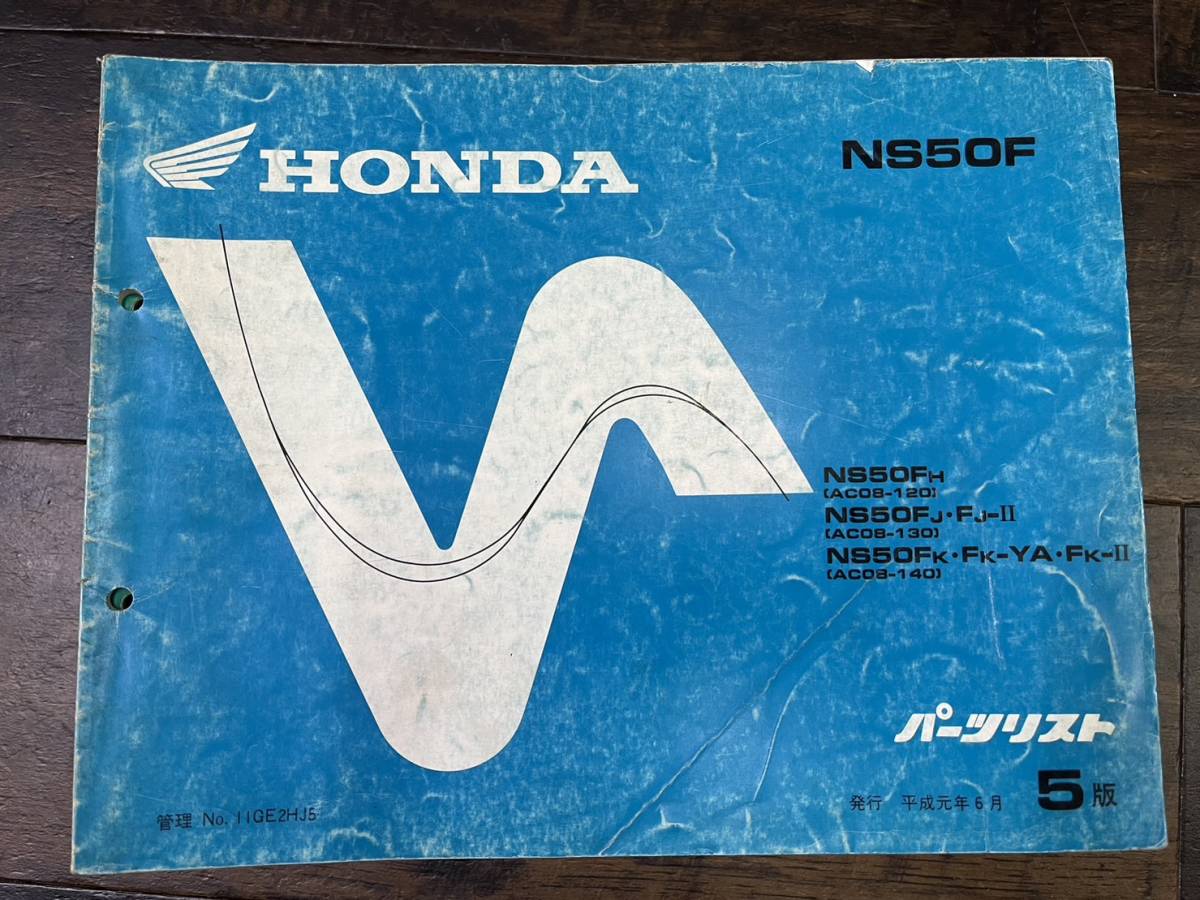 HONDA
NS50F
NS50FH
(AC08-120)
NS50FJ・FJ-II
(AC08-130)
NS50FK・FK-YA・FK-II
(AC08-140)
パーツリスト
発行 平成元年6月 5版
管理 No. 11GE2HJ5